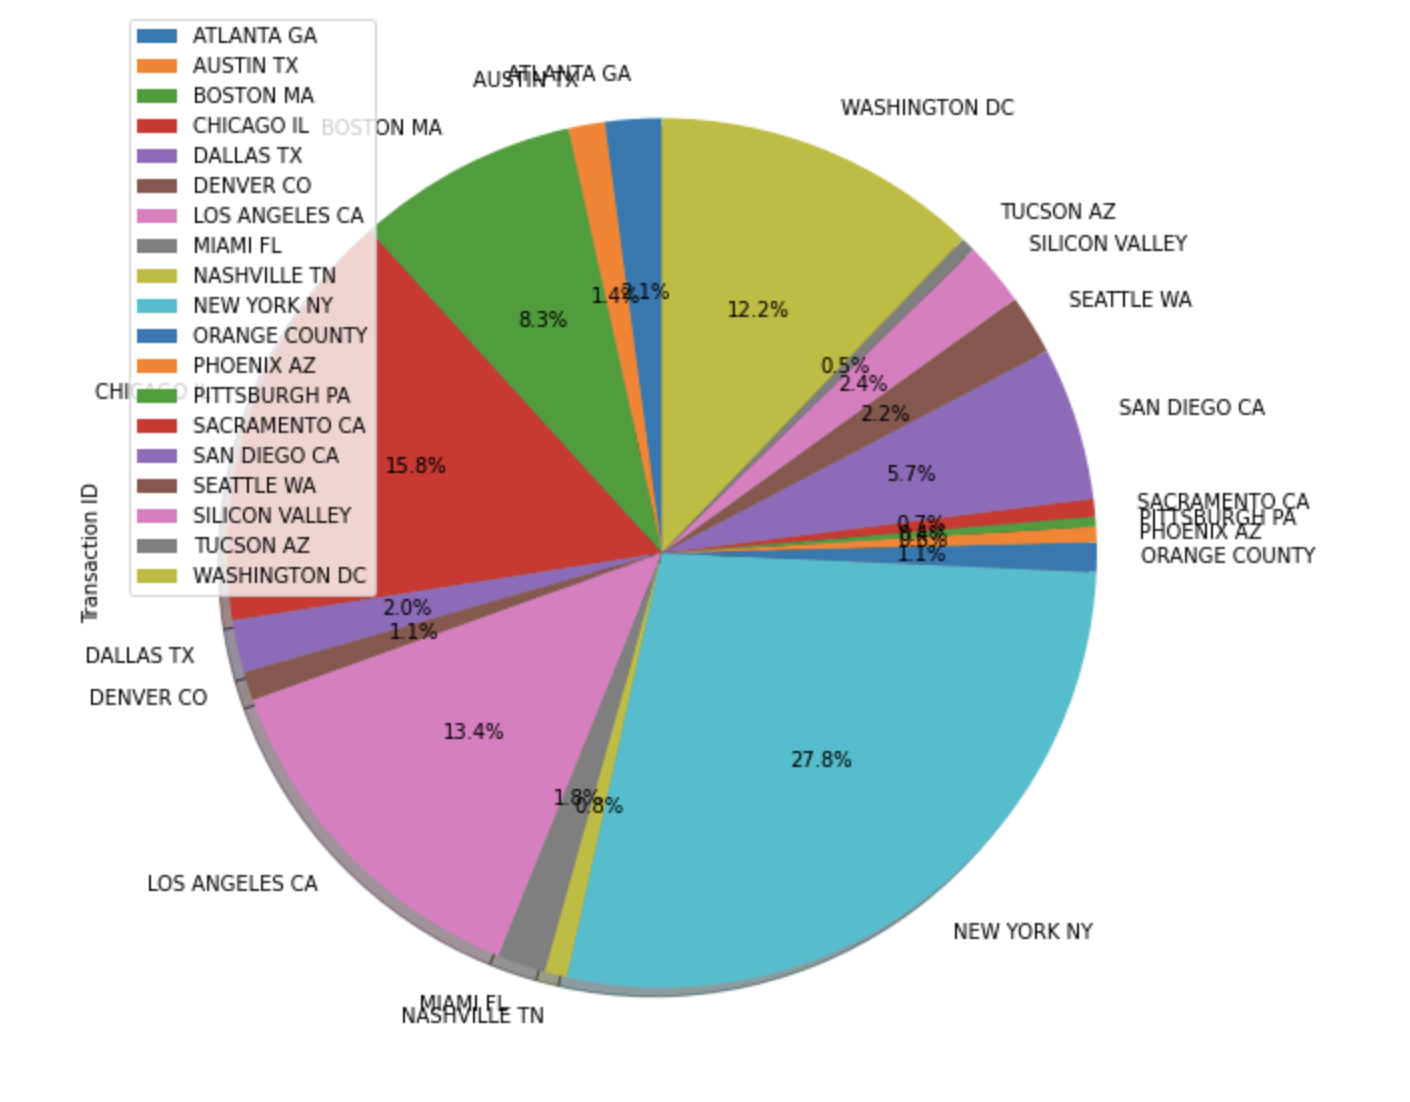 ATLANTA GA
AUSTIN TX
BOSTON MA
CHICAGO IL
DALLAS TX
DENVER CO
LOS ANGELES CA
MIAMI FL
NASHVILLE TN
NEW YORK NY
ORANGE COUNTY
PHOENIX AZ
PITTSBURGH PA
SACRAMENTO CA
SAN DIEGO CA
SEATTLE WA
SILICON VALLEY
TUCSON AZ
WASHINGTON DC
Transaction ID
ATLANTA GA
AUSTIN TX
BOSTON MA
WASHINGTON DC
TUCSON AZ
SILICON VALLEY
SEATTLE WA
SAN DIEGO CA
SACRAMENTO CA
PITTSBURGH PA
PHOENIX AZ
ORANGE COUNTY
NEW YORK NY
NASHVILLE TN
MIAMI FL
LOS ANGELES CA
DENVER CO
DALLAS TX
2.1%
1.4%
8.3%
15.8%
2.0%
1.1%
13.4%
1.8%
0.8%
27.8%
1.1%
0.7%
5.7%
2.2%
2.4%
0.5%
12.2%